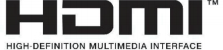 HDMI™
HIGH-DEFINITION MULTIMEDIA INTERFACE